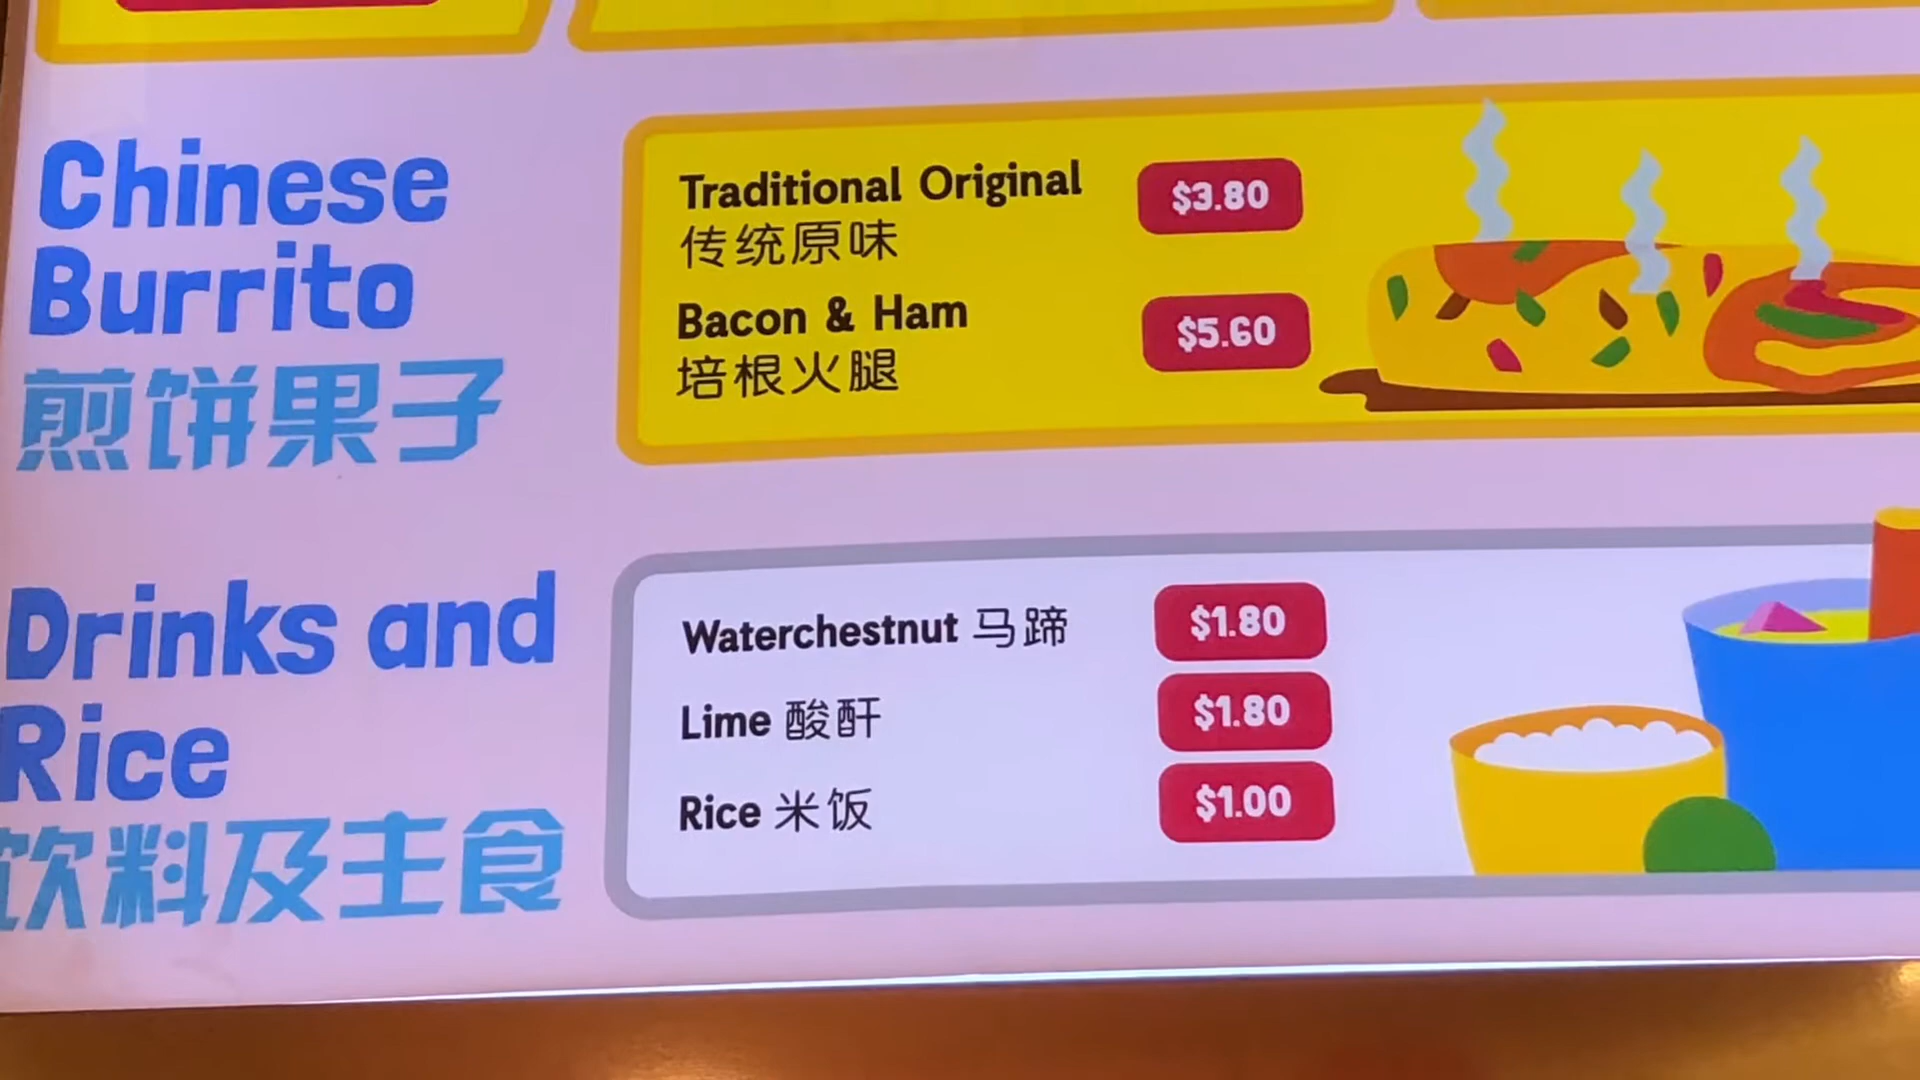 Chinese
Burrito
煎饼果子
Traditional Original
传统原味
$3.80
Bacon & Ham
培根火腿
$5.60
Drinks and
Rice
饮料及主食
Waterchestnut 马蹄
$1.80
Lime 酸酐
$1.80
Rice 米饭
$1.00